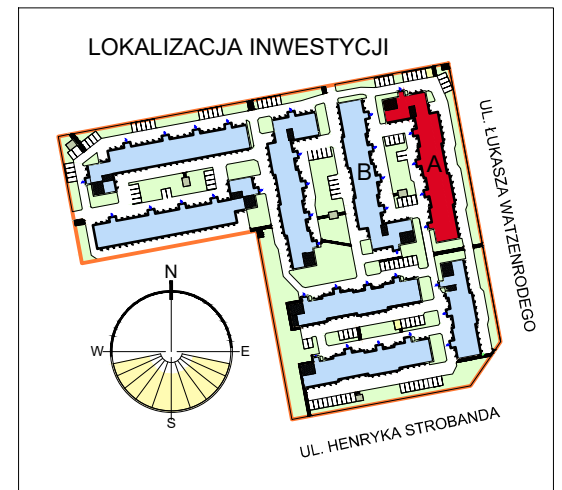 LOKALIZACJA INWESTYCJI
UL. ŁUKASZA WATZENRODEGO
A
B
N
W
E
S
UL. HENRYKA STROBANDA